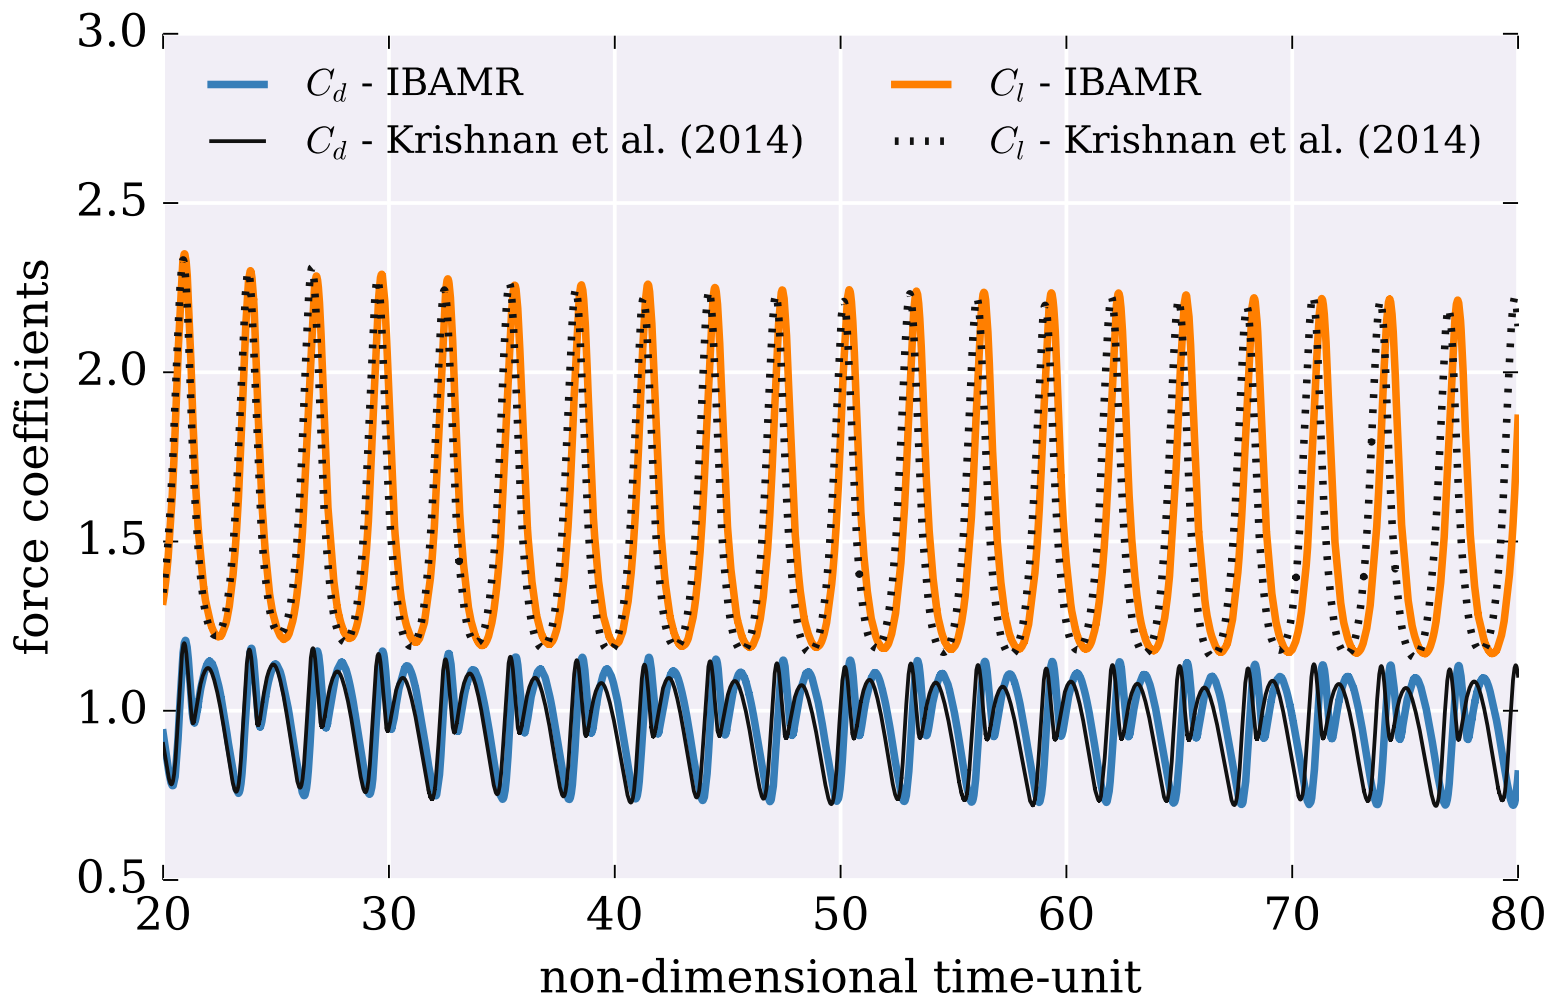 3.0
C_d - IBAMR
C_l - IBAMR
C_d - Krishnan et al. (2014)
C_l - Krishnan et al. (2014)
2.5
2.0
1.5
1.0
0.5
force coefficients
20 30 40 50 60 70 80
non-dimensional time-unit